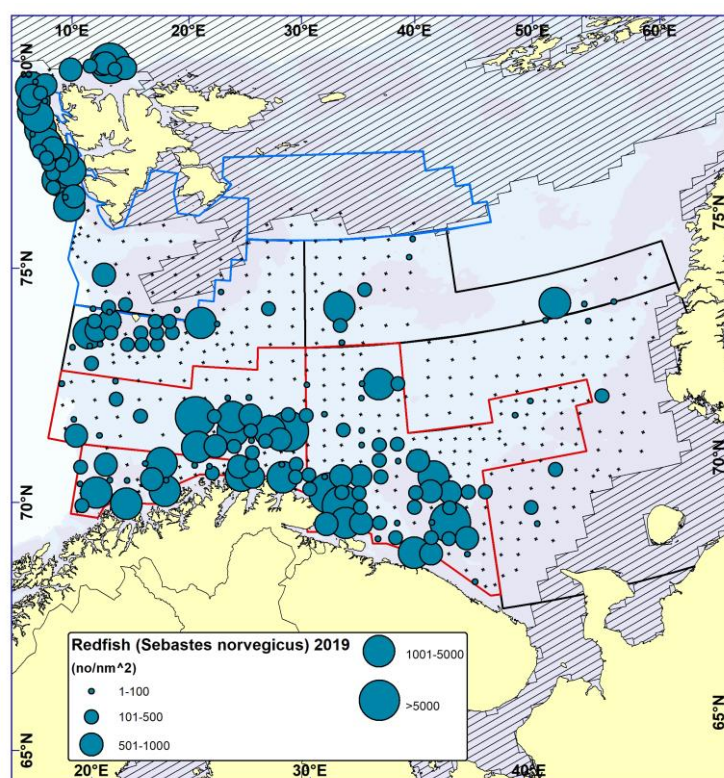 10°E 20°E 30°E 40°E 50°E 60°E
80°N
75°N
75°N
70°N
70°N
65°N
65°N
20°E 30°E 40°E
Redfish (Sebastes norvegicus) 2019
(no/nm^2)
1-100
101-500
501-1000
1001-5000
>5000